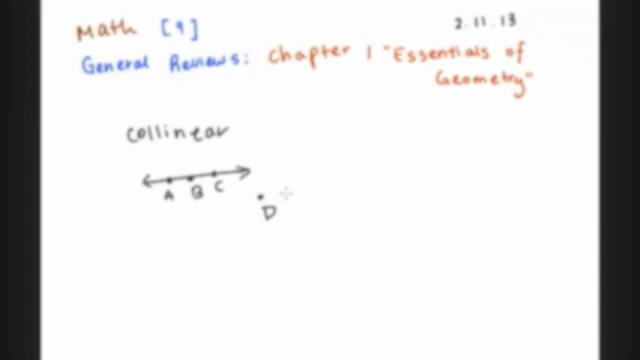 Math [9]
2.11.13
General Reviews: Chapter 1 "Essentials of
Geometry"
collinear
A B C
D